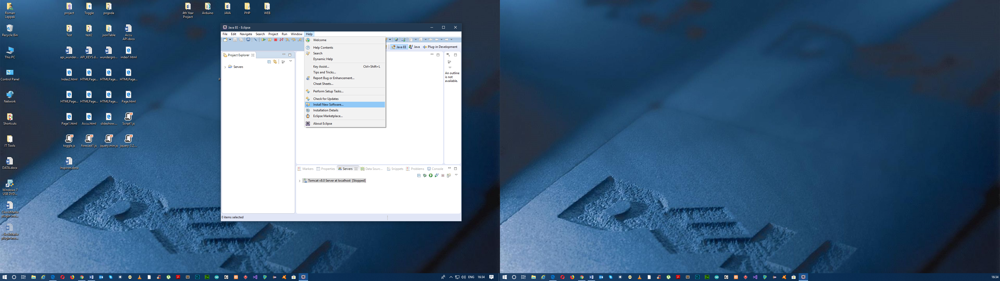 Roman Leppek
Recycle Bin
This PC
Control Panel
Network
Shortcuts
IT Tools
DATA.docx
Windows 7 USB DVD...
CkeckMarkx plugin inst...
~$eckMarkx plugin inst...
project
Toggle
pogoda
Test
test2
jsonTable
Accu API.docx
api_wunder...
API_KEYS.d...
wundergro...
index1.html
Index2.html
HTMLPage...
HTMLPage...
HTMLPage...
HTMLPage...
HTMLPage...
HTMLPage...
Page.html
Page1.html
Accu.html
slideshow....
Script1.js
toggle.js
forecast1.js
jquery.min.js
jquery-3.2....
Inspiron.docx
4th Year Project
Arduino
JAVA
PHP
WEB
Java EE - Eclipse
File Edit Navigate Search Project Run Window Help
Welcome
Help Contents
Search
Dynamic Help
Key Assist... Ctrl+Shift+L
Tips and Tricks...
Report Bug or Enhancement...
Cheat Sheets...
Perform Setup Tasks...
Check for Updates
Install New Software...
Installation Details
Eclipse Marketplace...
About Eclipse
Java EE Java Plug-in Development
Project Explorer
Servers
An outline is not available.
Markers Properties Servers Data Sourc... Snippets Problems Console
Tomcat v8.0 Server at localhost [Stopped]
0 items selected
ENG 16:34
16:34